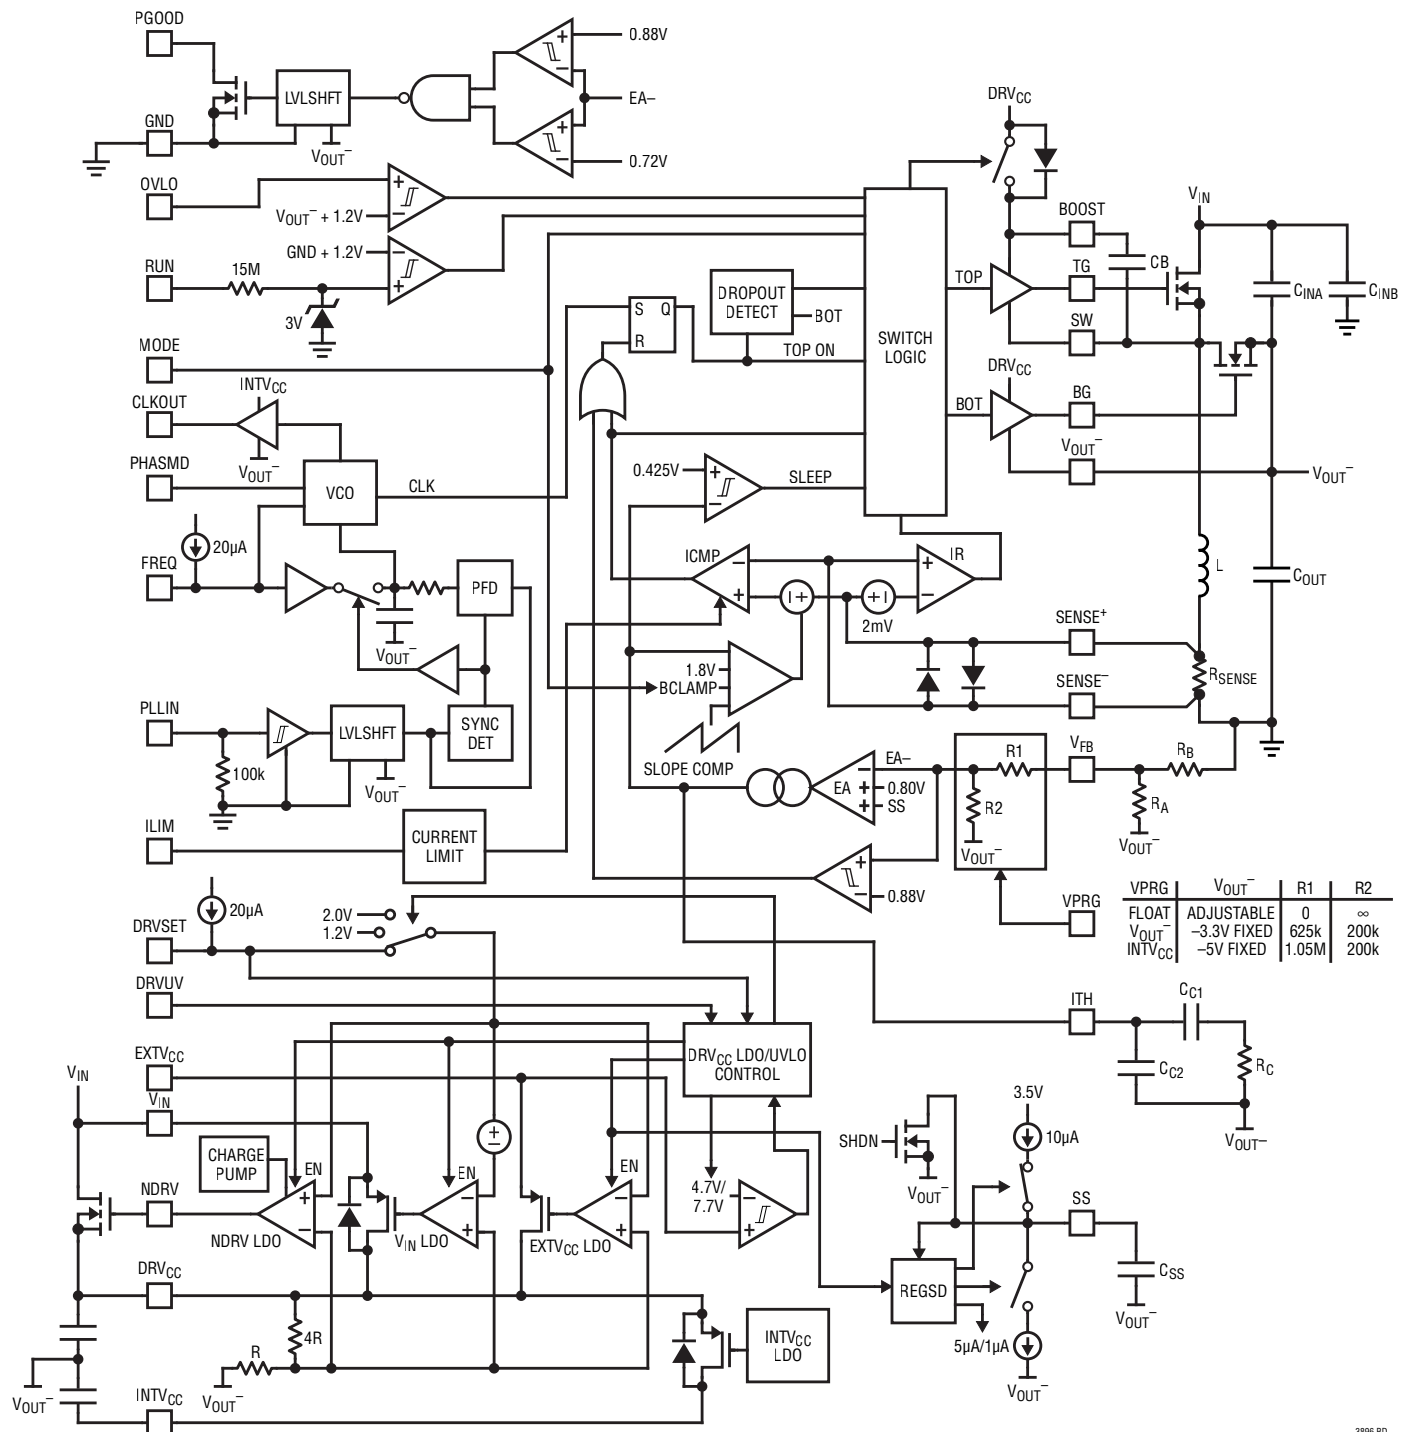 PGOOD
0.88V
LVLSHFT
EA–
DRVCC
GND
VOUT–
0.72V
OVLO
VIN
VOUT– + 1.2V
BOOST
GND + 1.2V
RUN
15M
TOP
TG
CB
CINA
CINB
DROPOUT
DETECT
BOT
S Q
R
3V
SW
SWITCH
LOGIC
MODE
TOP ON
INTVCC
DRVCC
CLKOUT
BOT
BG
VOUT–
VOUT–
PHASMD
0.425V
SLEEP
VOUT–
VCO
CLK
20µA
FREQ
ICMP
IR
L
COUT
PFD
2mV
SENSE+
VOUT–
1.8V
BCLAMP
SENSE–
RSENSE
PLLIN
LVLSHFT
SYNC
DET
SLOPE COMP
100k
VOUT–
EA–
R1
VFB
RB
EA
0.80V
SS
R2
RA
ILIM
CURRENT
LIMIT
VOUT–
VOUT–
0.88V
20µA
2.0V
1.2V
DRVSET
VPRG
VPRG VOUT– R1 R2
FLOAT ADJUSTABLE 0 ∞
VOUT– –3.3V FIXED 625k 200k
INTVCC –5V FIXED 1.05M 200k
DRVUV
ITH
CC1
EXTVCC
DRVCC LDO/UVLO
CONTROL
CC2
RC
VIN
VIN
3.5V
10µA
SHDN
VOUT–
CHARGE
PUMP
EN
EN
EN
4.7V/
7.7V
VOUT–
NDRV
SS
NDRV LDO
VIN LDO
EXTVCC LDO
DRVCC
REGSD
CSS
VOUT–
4R
R
INTVCC
LDO
5µA/1µA
VOUT–
VOUT–
INTVCC
VOUT–
3896 BD